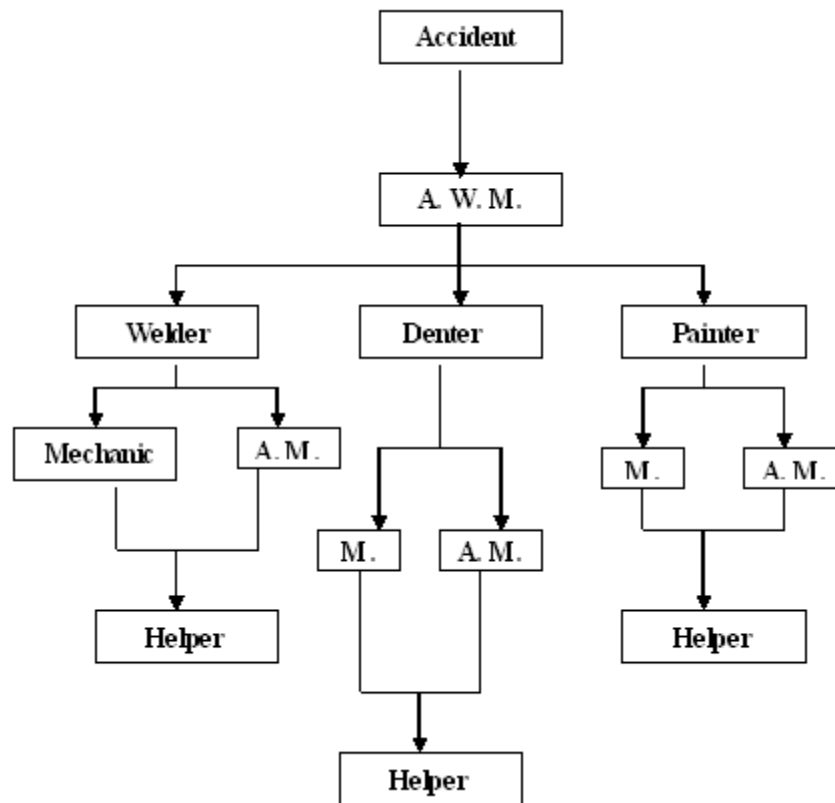 Accident
A. W. M.
Welder
Denter
Painter
Mechanic
A. M.
M.
A. M.
M.
A. M.
Helper
Helper
Helper